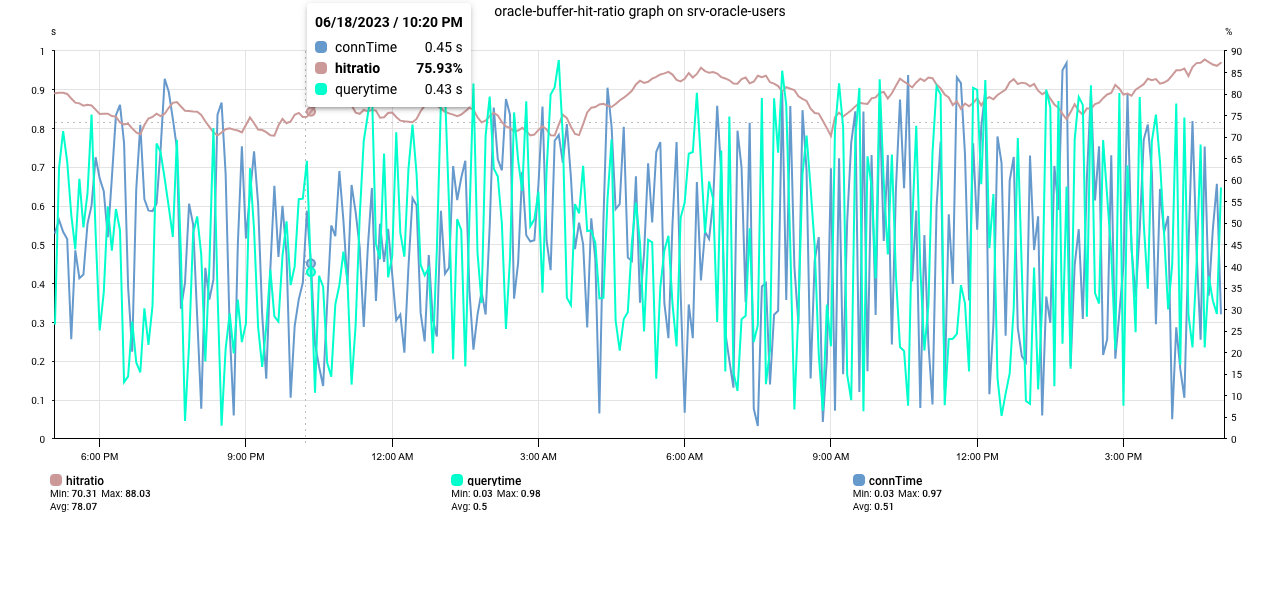 oracle-buffer-hit-ratio graph on srv-oracle-users
06/18/2023 / 10:20 PM
connTime 0.45 s
hitratio 75.93%
querytime 0.43 s
s
%
1
0.9
0.8
0.7
0.6
0.5
0.4
0.3
0.2
0.1
0
90
85
80
75
70
65
60
55
50
45
40
35
30
25
20
15
10
5
0
6:00 PM 9:00 PM 12:00 AM 3:00 AM 6:00 AM 9:00 AM 12:00 PM 3:00 PM
hitratio
Min: 70.31 Max: 88.03
Avg: 78.07
querytime
Min: 0.03 Max: 0.98
Avg: 0.5
connTime
Min: 0.03 Max: 0.97
Avg: 0.51